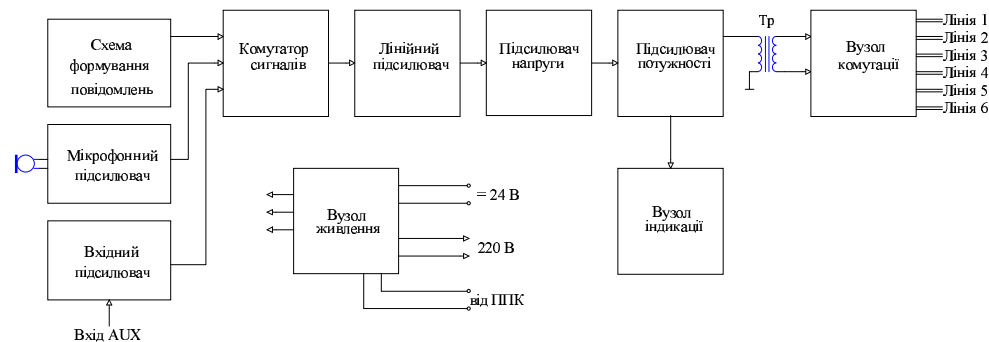 Схема
формування
повідомлень
Комутатор
сигналів
Лінійний
підсилювач
Підсилювач
напруги
Підсилювач
потужності
Тр
Вузол
комутації
Лінія 1
Лінія 2
Лінія 3
Лінія 4
Лінія 5
Лінія 6
Мікрофонний
підсилювач
Вхідний
підсилювач
Вхід AUX
Вузол
живлення
= 24 В
220 В
від ППК
Вузол
індикації